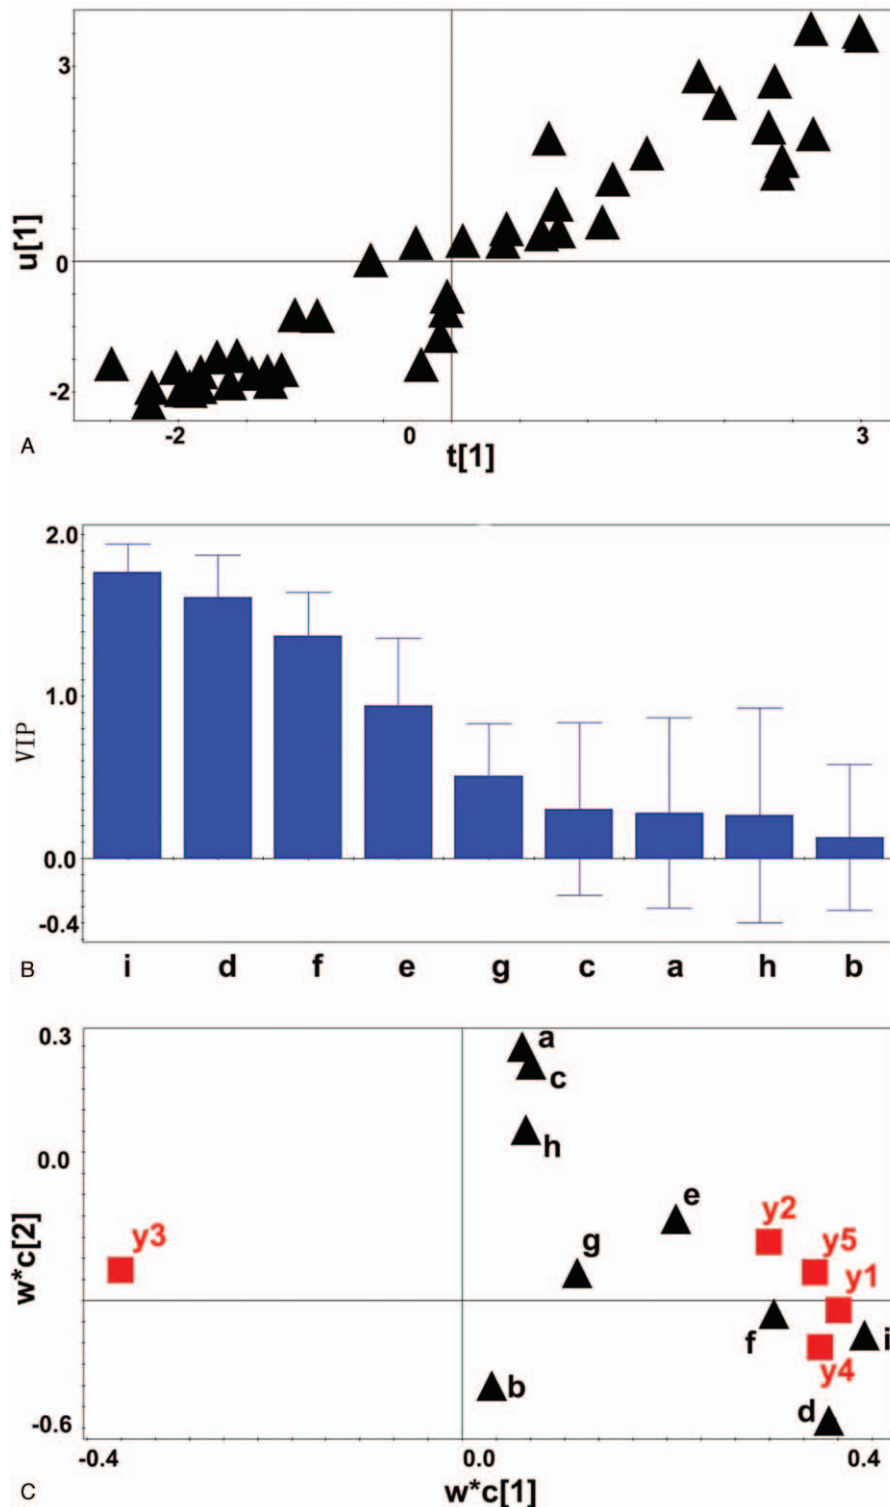 3
u[1]
0
-2
-2 0 3
A
t[1]
2.0
1.0
VIP
0.0
-0.4
B
i d f e g c a h b
0.3
a
c
0.0
h
e
w*c[2]
y3
y2
g
y5
y1
f
i
y4
b
d
-0.6
-0.4 0.0 0.4
C
w*c[1]